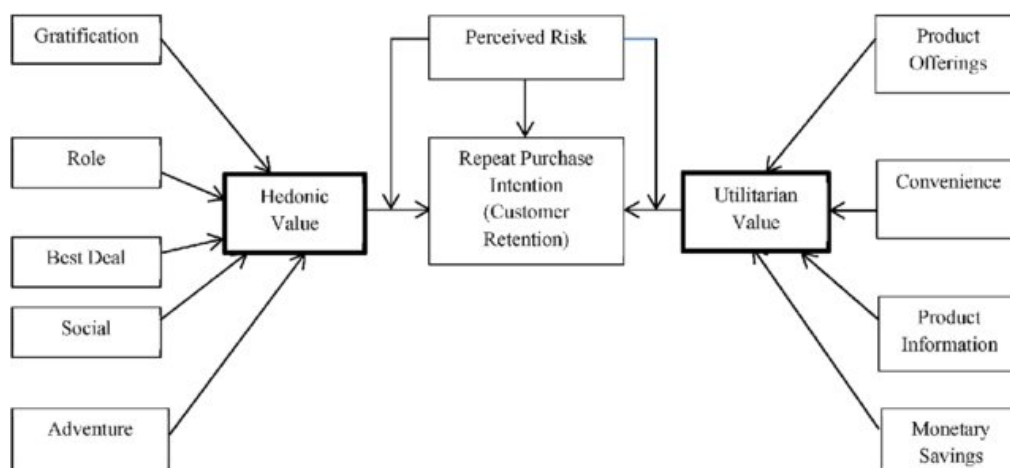 Gratification
Role
Best Deal
Social
Adventure
Hedonic
Value
Perceived Risk
Repeat Purchase
Intention
(Customer
Retention)
Utilitarian
Value
Product
Offerings
Convenience
Product
Information
Monetary
Savings